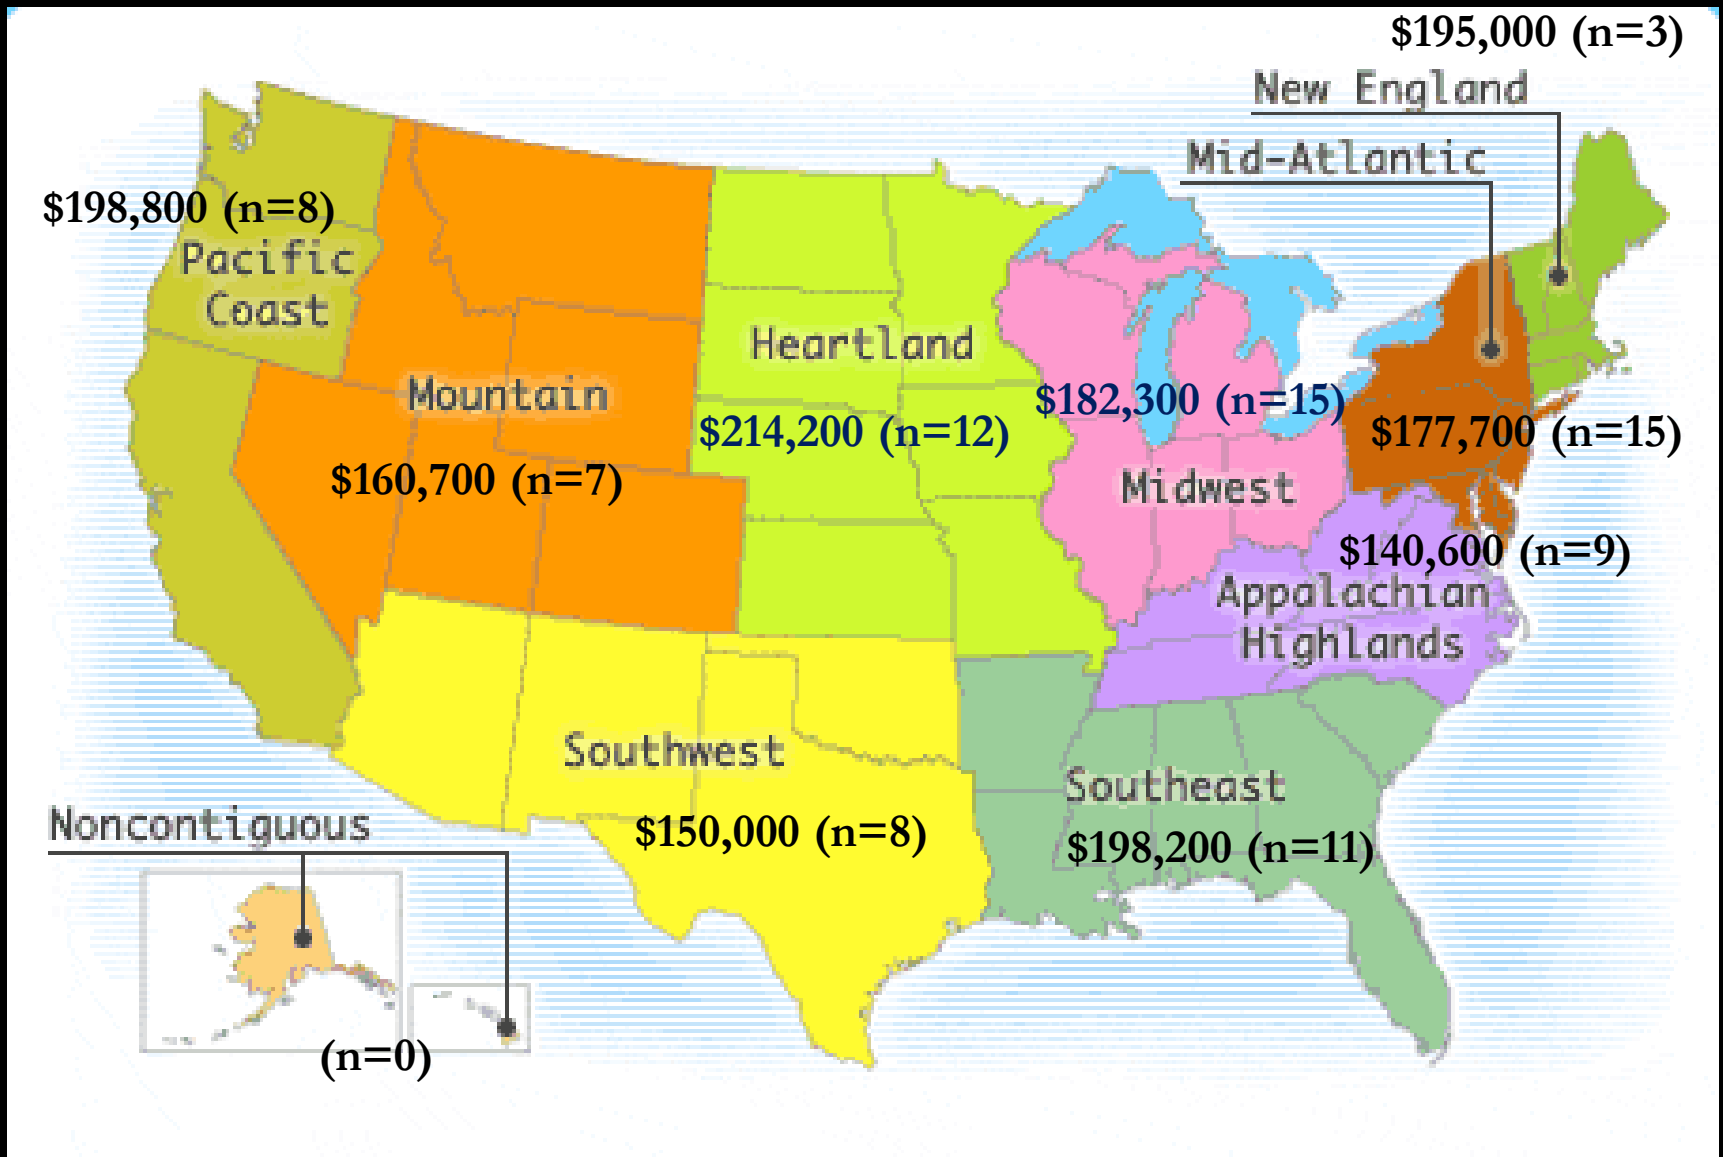 $195,000 (n=3)
New England
Mid-Atlantic
$198,800 (n=8)
Pacific
Coast
Heartland
Mountain
$182,300 (n=15)
$214,200 (n=12)
$177,700 (n=15)
$160,700 (n=7)
Midwest
$140,600 (n=9)
Appalachian
Highlands
Southwest
Southeast
$150,000 (n=8)
$198,200 (n=11)
Noncontiguous
(n=0)